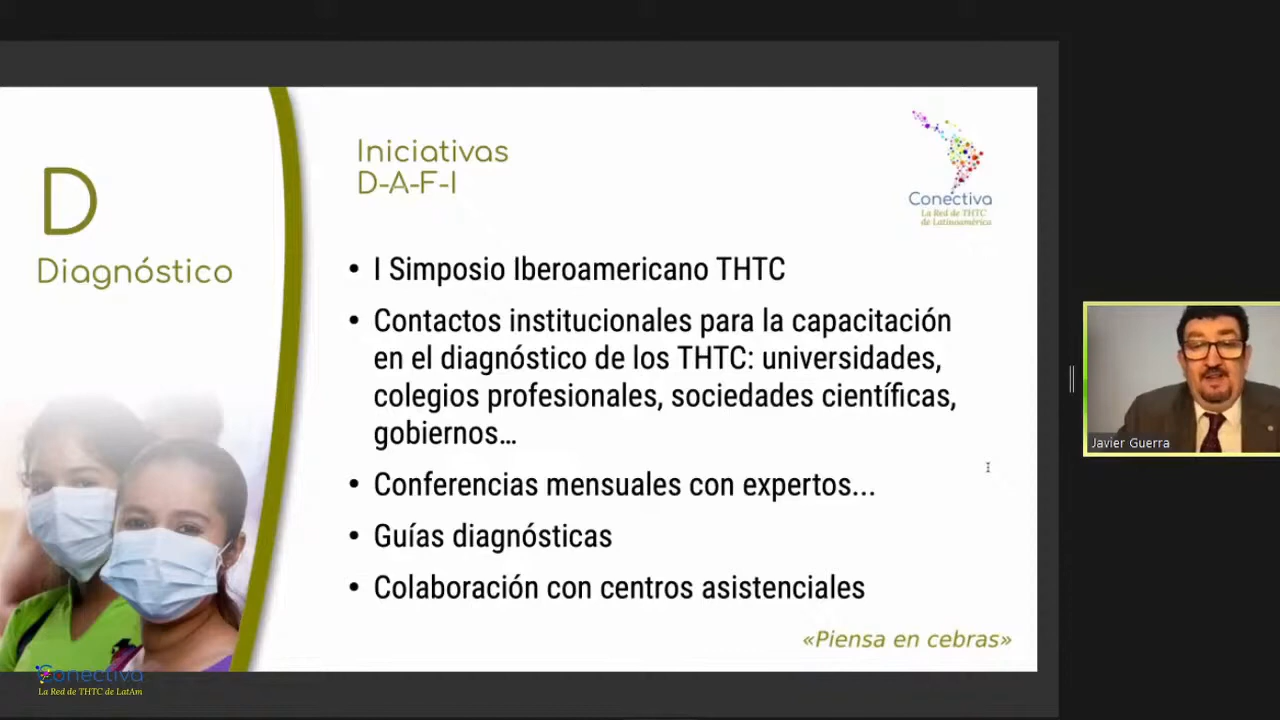 D
Diagnóstico
Iniciativas
D-A-F-I
Conectiva
La Red de THTC
de Latinoamérica
• I Simposio Iberoamericano THTC
• Contactos institucionales para la capacitación
en el diagnóstico de los THTC: universidades,
colegios profesionales, sociedades científicas,
gobiernos…
• Conferencias mensuales con expertos...
• Guías diagnósticas
• Colaboración con centros asistenciales
«Piensa en cebras»
Javier Guerra
Conectiva
La Red de THTC de LatAm